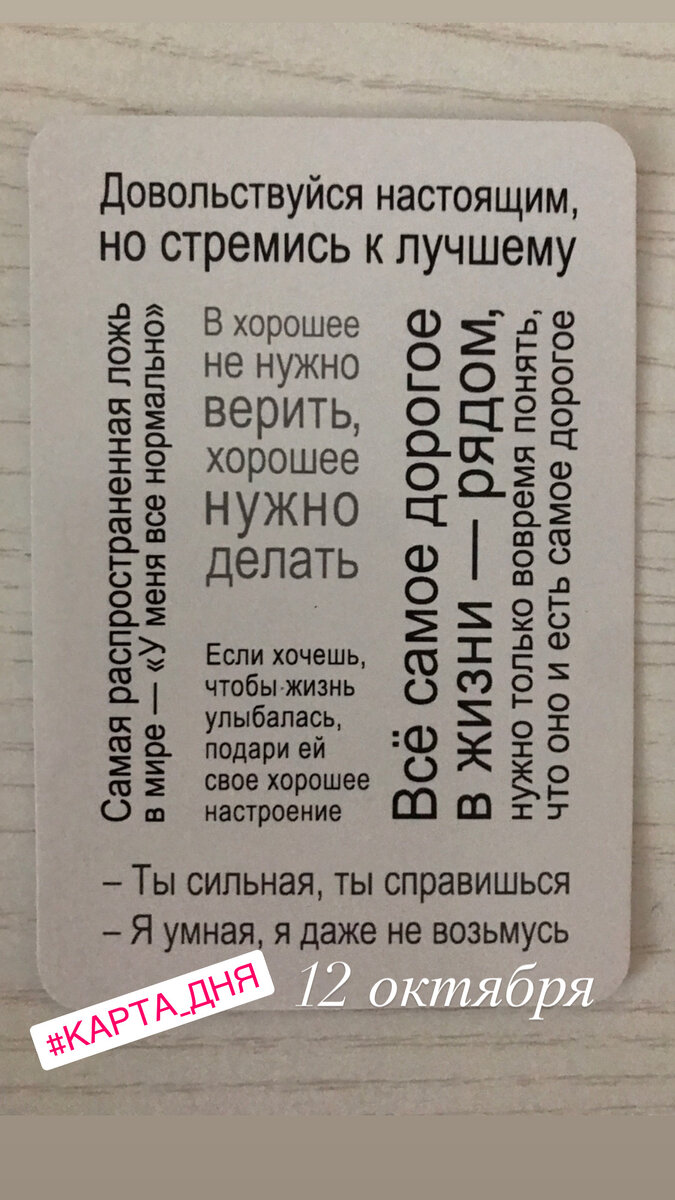 Довольствуйся настоящим,
но стремись к лучшему
Самая распространенная ложь
в мире — «У меня все нормально»
В хорошее
не нужно
верить,
хорошее
нужно
делать
Если хочешь,
чтобы жизнь
улыбалась,
подари ей
свое хорошее
настроение
Всё самое дорогое
в жизни — рядом,
нужно только вовремя понять,
что оно и есть самое дорогое
– Ты сильная, ты справишься
– Я умная, я даже не возьмусь
#КАРТА_ДНЯ
12 октября